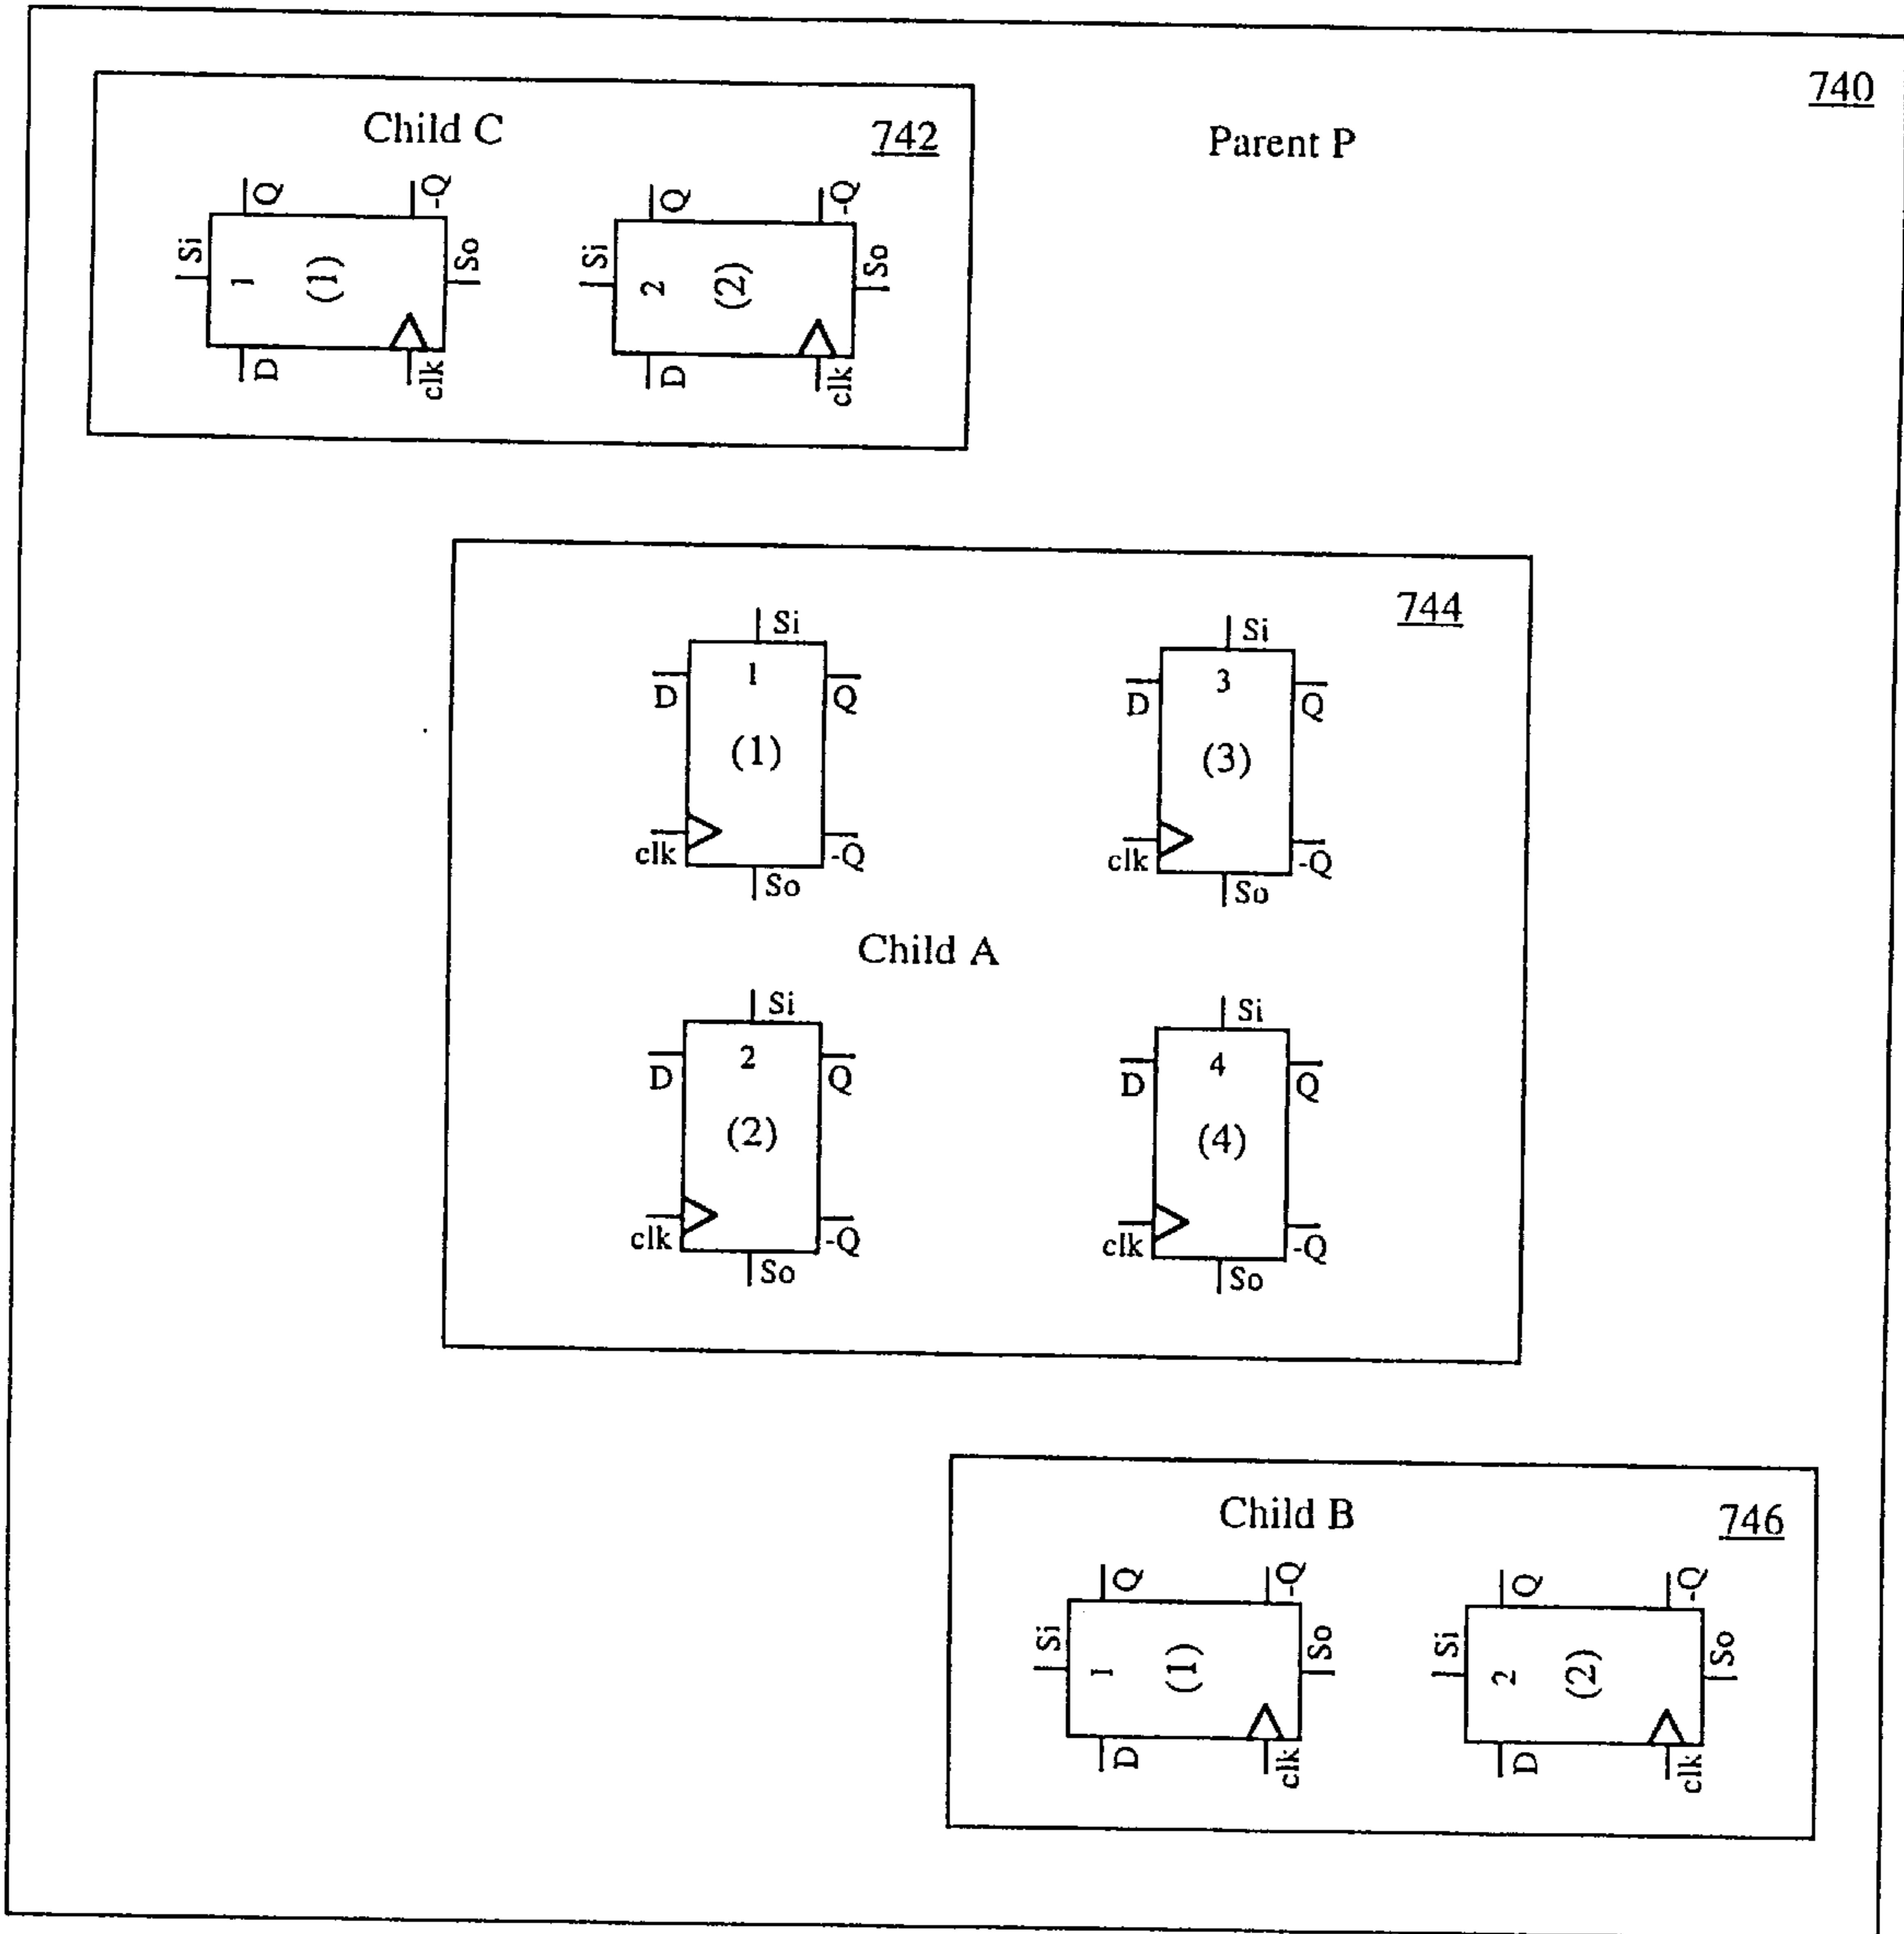 740
Parent P
Child C
742
Q
-Q
Si
1
(1)
So
D
clk
Q
-Q
Si
2
(2)
So
D
clk
744
Si
D
1
Q
(1)
clk
-Q
So
Si
D
3
Q
(3)
clk
-Q
So
Child A
Si
D
2
Q
(2)
clk
-Q
So
Si
D
4
Q
(4)
clk
-Q
So
Child B
746
Q
-Q
Si
1
(1)
So
D
clk
Q
-Q
Si
2
(2)
So
D
clk